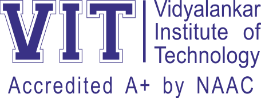 VIT
Vidyalankar
Institute of
Technology
Accredited A+ by NAAC